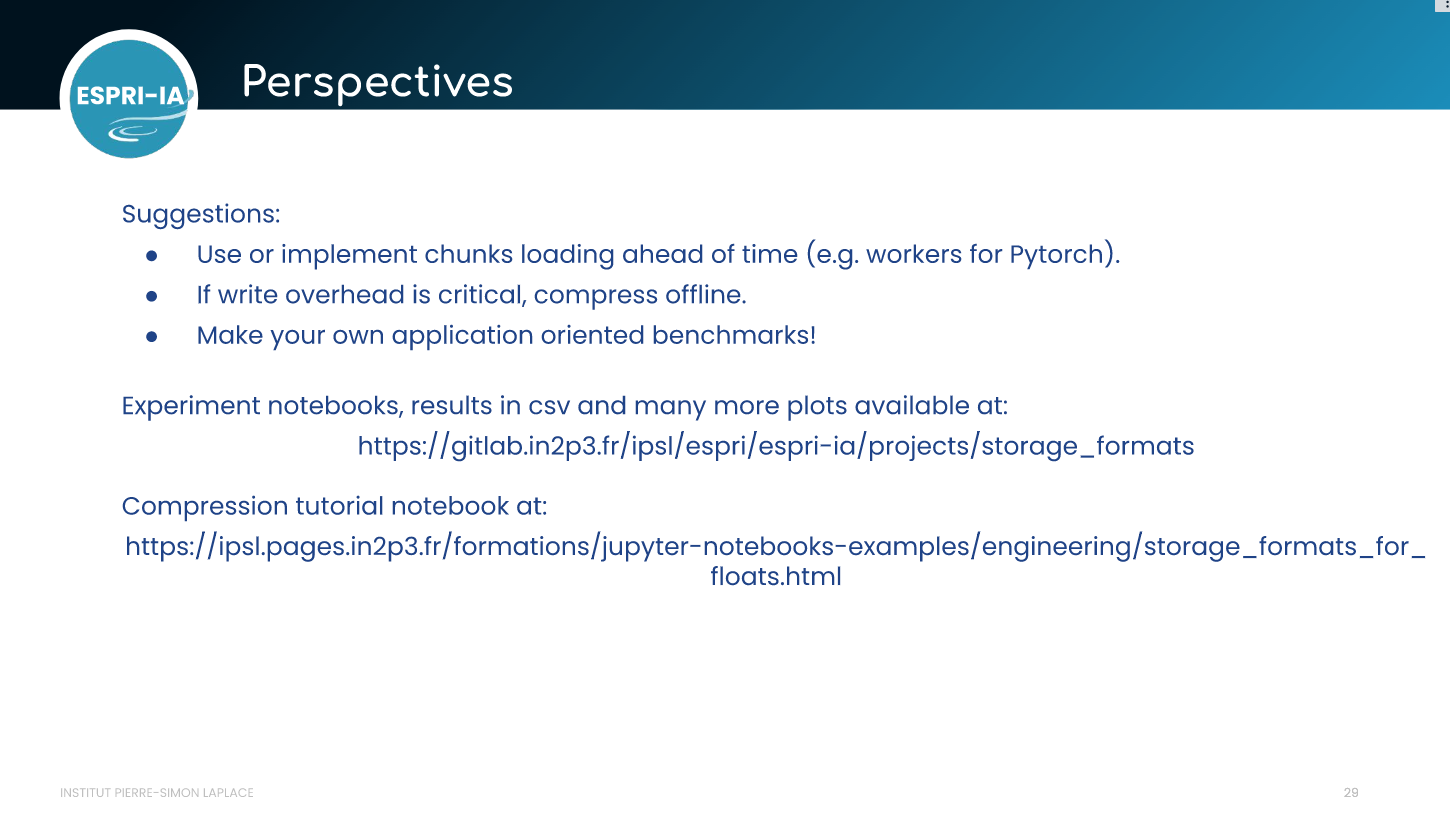 ESPRI-IA
Perspectives
Suggestions:
● Use or implement chunks loading ahead of time (e.g. workers for Pytorch).
● If write overhead is critical, compress offline.
● Make your own application oriented benchmarks!
Experiment notebooks, results in csv and many more plots available at:
https://gitlab.in2p3.fr/ipsl/espri/espri-ia/projects/storage_formats
Compression tutorial notebook at:
https://ipsl.pages.in2p3.fr/formations/jupyter-notebooks-examples/engineering/storage_formats_for_
floats.html
INSTITUT PIERRE-SIMON LAPLACE
29